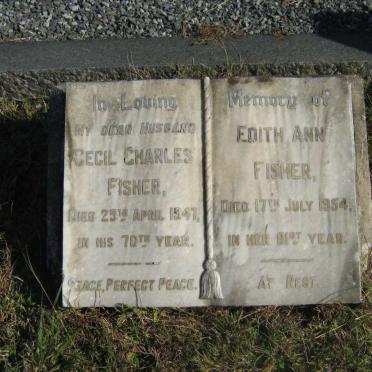 In Loving
MY DEAR HUSBAND
CECIL CHARLES
FISHER,
DIED 25TH APRIL 1947,
IN HIS 70TH YEAR.
PEACE, PERFECT PEACE.
Memory of
EDITH ANN
FISHER,
DIED 17TH JULY 1954,
IN HER 81ST YEAR.
AT REST.